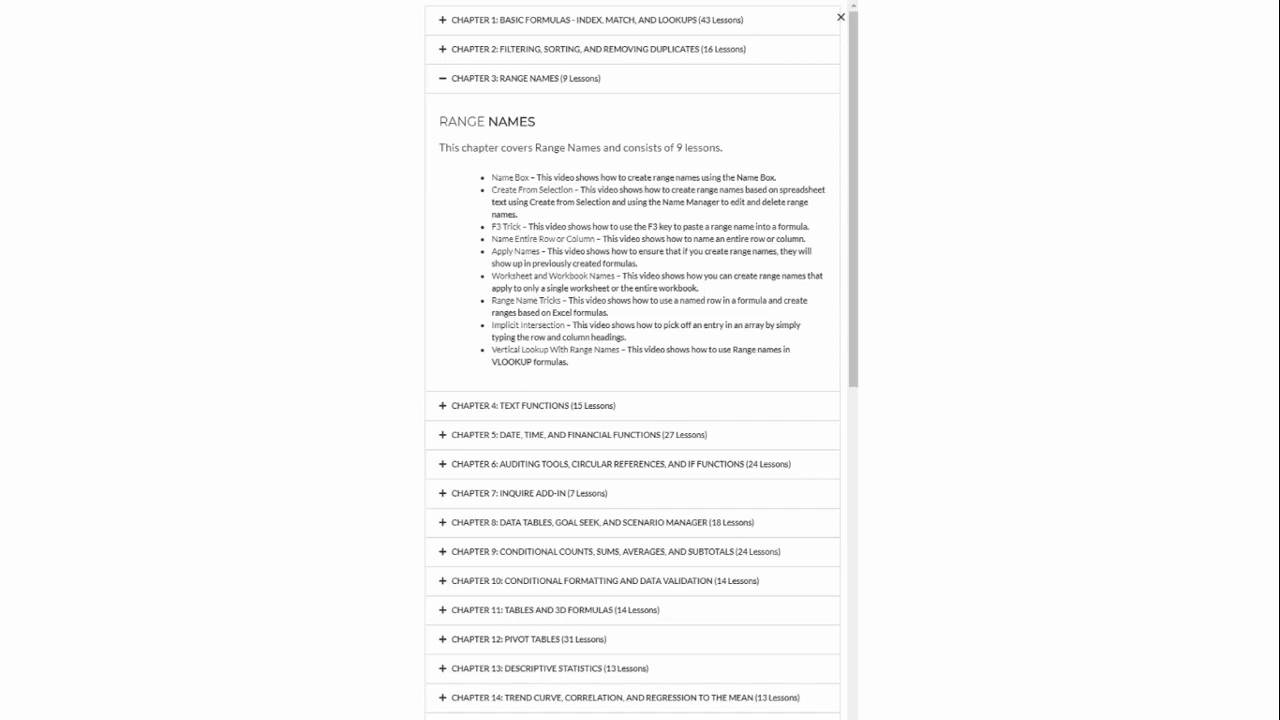 CHAPTER 1: BASIC FORMULAS - INDEX, MATCH, AND LOOKUPS (43 Lessons)
CHAPTER 2: FILTERING, SORTING, AND REMOVING DUPLICATES (16 Lessons)
CHAPTER 3: RANGE NAMES (9 Lessons)
RANGE NAMES
This chapter covers Range Names and consists of 9 lessons.
Name Box – This video shows how to create range names using the Name Box.
Create From Selection – This video shows how to create range names based on spreadsheet
text using Create from Selection and using the Name Manager to edit and delete range
names.
F3 Trick – This video shows how to use the F3 key to paste a range name into a formula.
Name Entire Row or Column – This video shows how to name an entire row or column.
Apply Names – This video shows how to ensure that if you create range names, they will
show up in previously created formulas.
Worksheet and Workbook Names – This video shows how you can create range names that
apply to only a single worksheet or the entire workbook.
Range Name Tricks – This video shows how to use a named row in a formula and create
ranges based on Excel formulas.
Implicit Intersection – This video shows how to pick off an entry in an array by simply
typing the row and column headings.
Vertical Lookup With Range Names – This video shows how to use Range names in
VLOOKUP formulas.
CHAPTER 4: TEXT FUNCTIONS (15 Lessons)
CHAPTER 5: DATE, TIME, AND FINANCIAL FUNCTIONS (27 Lessons)
CHAPTER 6: AUDITING TOOLS, CIRCULAR REFERENCES, AND IF FUNCTIONS (24 Lessons)
CHAPTER 7: INQUIRE ADD-IN (7 Lessons)
CHAPTER 8: DATA TABLES, GOAL SEEK, AND SCENARIO MANAGER (18 Lessons)
CHAPTER 9: CONDITIONAL COUNTS, SUMS, AVERAGES, AND SUBTOTALS (24 Lessons)
CHAPTER 10: CONDITIONAL FORMATTING AND DATA VALIDATION (14 Lessons)
CHAPTER 11: TABLES AND 3D FORMULAS (14 Lessons)
CHAPTER 12: PIVOT TABLES (31 Lessons)
CHAPTER 13: DESCRIPTIVE STATISTICS (13 Lessons)
CHAPTER 14: TREND CURVE, CORRELATION, AND REGRESSION TO THE MEAN (13 Lessons)